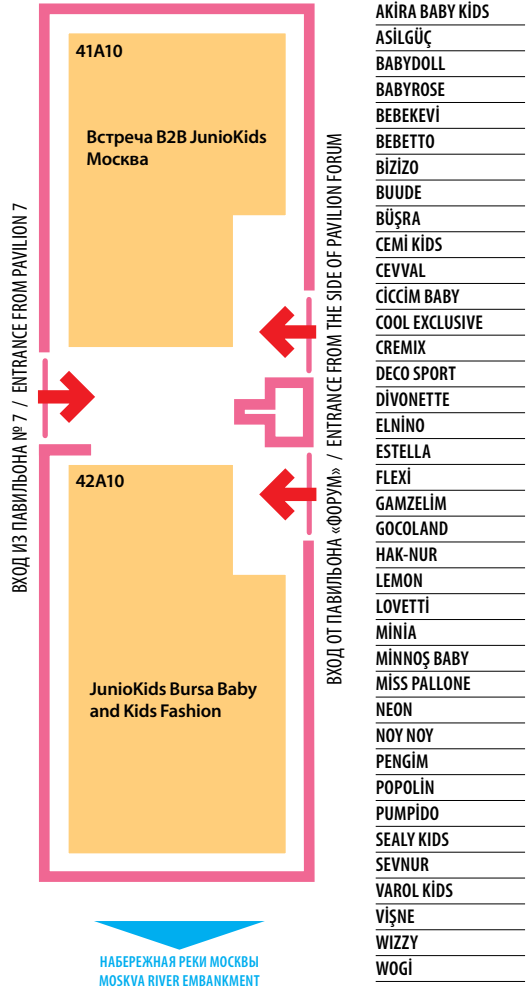 41A10
Встреча B2B JunioKids
Москва
ВХОД ИЗ ПАВИЛЬОНА № 7 / ENTRANCE FROM PAVILION 7
ВХОД ОТ ПАВИЛЬОНА «ФОРУМ» / ENTRANCE FROM THE SIDE OF PAVILION FORUM
42A10
JunioKids Bursa Baby
and Kids Fashion
НАБЕРЕЖНАЯ РЕКИ МОСКВЫ
MOSKVA RIVER EMBANKMENT
AKİRA BABY KİDS
ASİLGÜÇ
BABYDOLL
BABYROSE
BEBEKEVİ
BEBETTO
BİZİZO
BUUDE
BÜŞRA
CEMİ KİDS
CEVVAL
CİCCİM BABY
COOL EXCLUSIVE
CREMIX
DECO SPORT
DİVONETTE
ELNİNO
ESTELLA
FLEXİ
GAMZELİM
GOCOLAND
HAK-NUR
LEMON
LOVETTİ
MİNİA
MİNNOŞ BABY
MİSS PALLONE
NEON
NOY NOY
PENGİM
POPOLİN
PUMPİDO
SEALY KIDS
SEVNUR
VAROL KİDS
VİŞNE
WIZZY
WOGİ